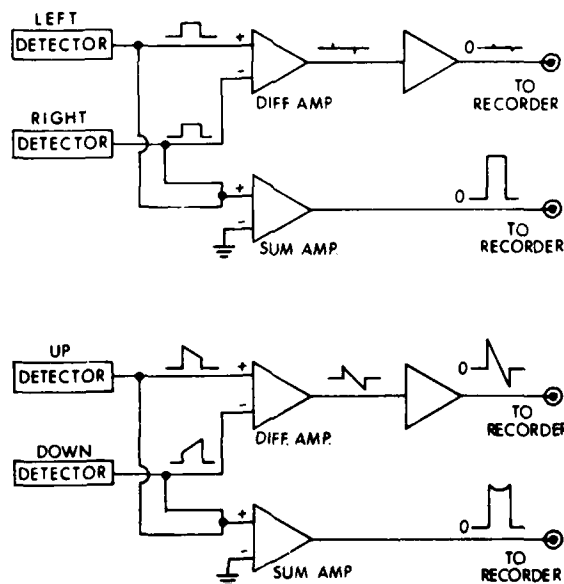 LEFT
DETECTOR
+
-
DIFF AMP
0
TO
RECORDER
RIGHT
DETECTOR
+
-
SUM AMP.
0
TO
RECORDER
UP
DETECTOR
+
-
DIFF. AMP.
0
TO
RECORDER
DOWN
DETECTOR
+
-
SUM AMP
0
TO
RECORDER